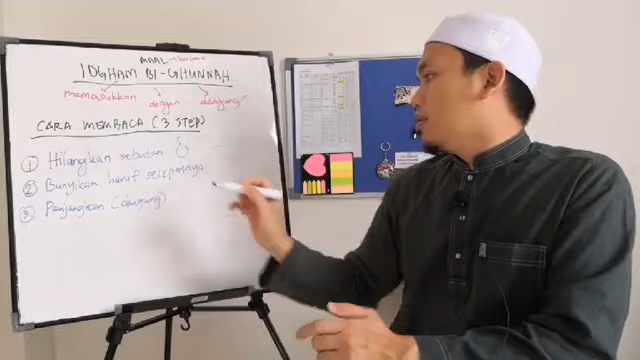 MAAL
IDGHAM BI-GHUNNAH
memasukkan
dengan
dengung
CARA MEMBACA (3 STEP)
① Hilangkan sebutan ن
② Bunyikan huruf selepasnya
③ Panjangkan (dengung)